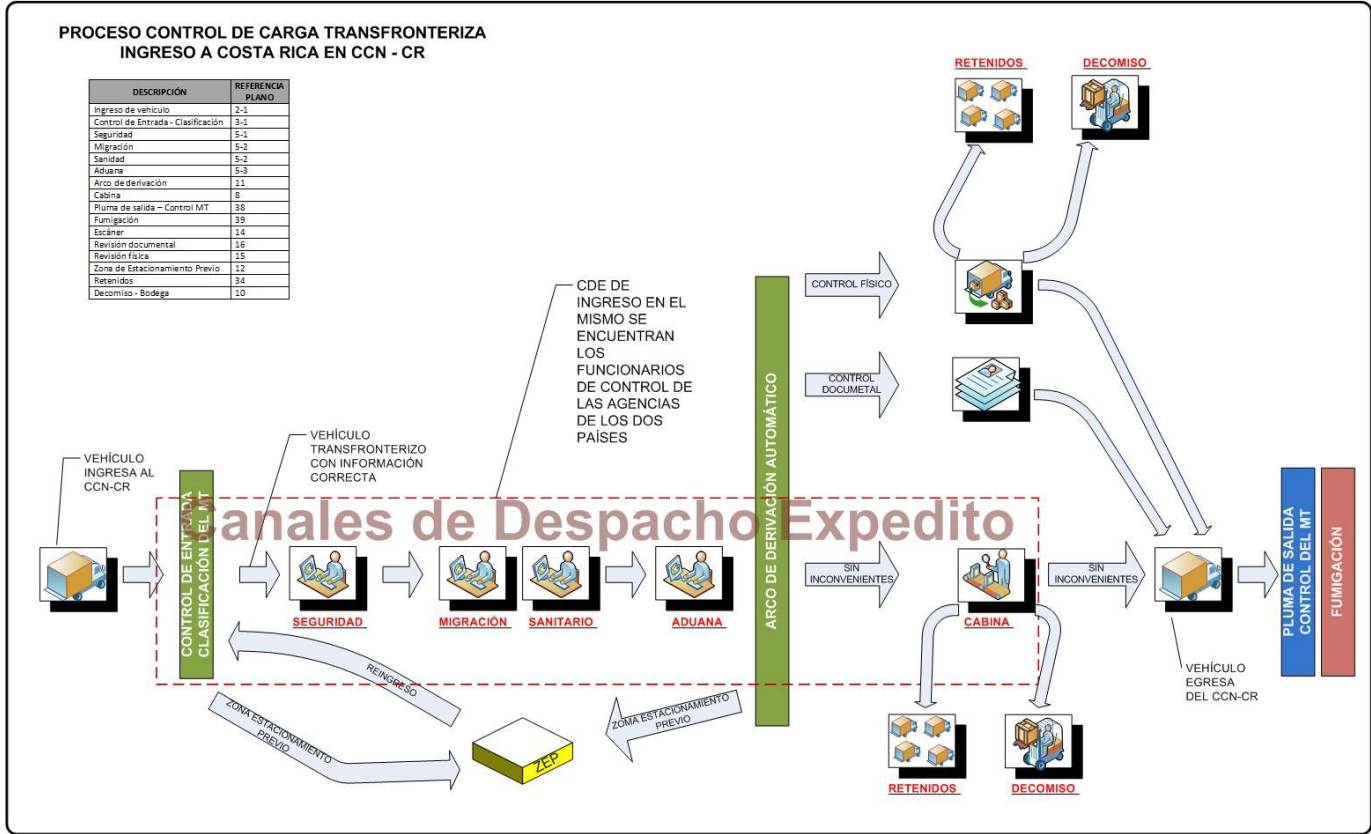 PROCESO CONTROL DE CARGA TRANSFRONTERIZA
INGRESO A COSTA RICA EN CCN - CR
DESCRIPCIÓN REFERENCIA PLANO
Ingreso de vehículo 2-1
Control de Entrada - Clasificación 3-1
Seguridad 5-1
Migración 5-2
Sanidad 5-2
Aduana 5-3
Arco de derivación 11
Cabina 8
Pluma de salida – Control MT 38
Fumigación 39
Escáner 14
Revisión documental 16
Revisión física 15
Zona de Estacionamiento Previo 12
Retenidos 34
Decomiso - Bodega 10
RETENIDOS
DECOMISO
CDE DE
INGRESO EN EL
MISMO SE
ENCUENTRAN
LOS
FUNCIONARIOS
DE CONTROL DE
LAS AGENCIAS
DE LOS DOS
PAÍSES
CONTROL FÍSICO
CONTROL
DOCUMETAL
VEHÍCULO
INGRESA AL
CCN-CR
VEHÍCULO
TRANSFRONTERIZO
CON INFORMACIÓN
CORRECTA
Canales de Despacho Expedito
CONTROL DE ENTRADA
CLASIFICACIÓN DEL MT
SEGURIDAD
MIGRACIÓN
SANITARIO
ADUANA
ARCO DE DERIVACIÓN AUTOMÁTICO
SIN
INCONVENIENTES
CABINA
SIN
INCONVENIENTES
PLUMA DE SALIDA
CONTROL DEL MT
FUMIGACIÓN
VEHÍCULO
EGRESA
DEL CCN-CR
REINGRESO
ZONA ESTACIONAMIENTO
PREVIO
ZOMA ESTACIONAMIENTO
PREVIO
ZEP
RETENIDOS
DECOMISO